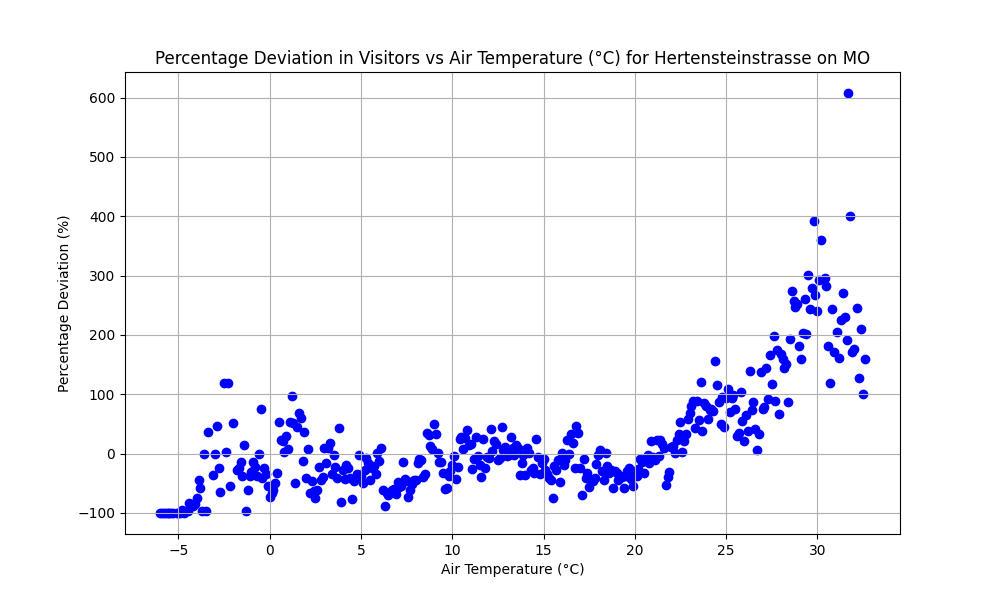 Percentage Deviation in Visitors vs Air Temperature (°C) for Hertensteinstrasse on MO
600
500
400
300
200
100
0
−100
Percentage Deviation (%)
−5 0 5 10 15 20 25 30
Air Temperature (°C)